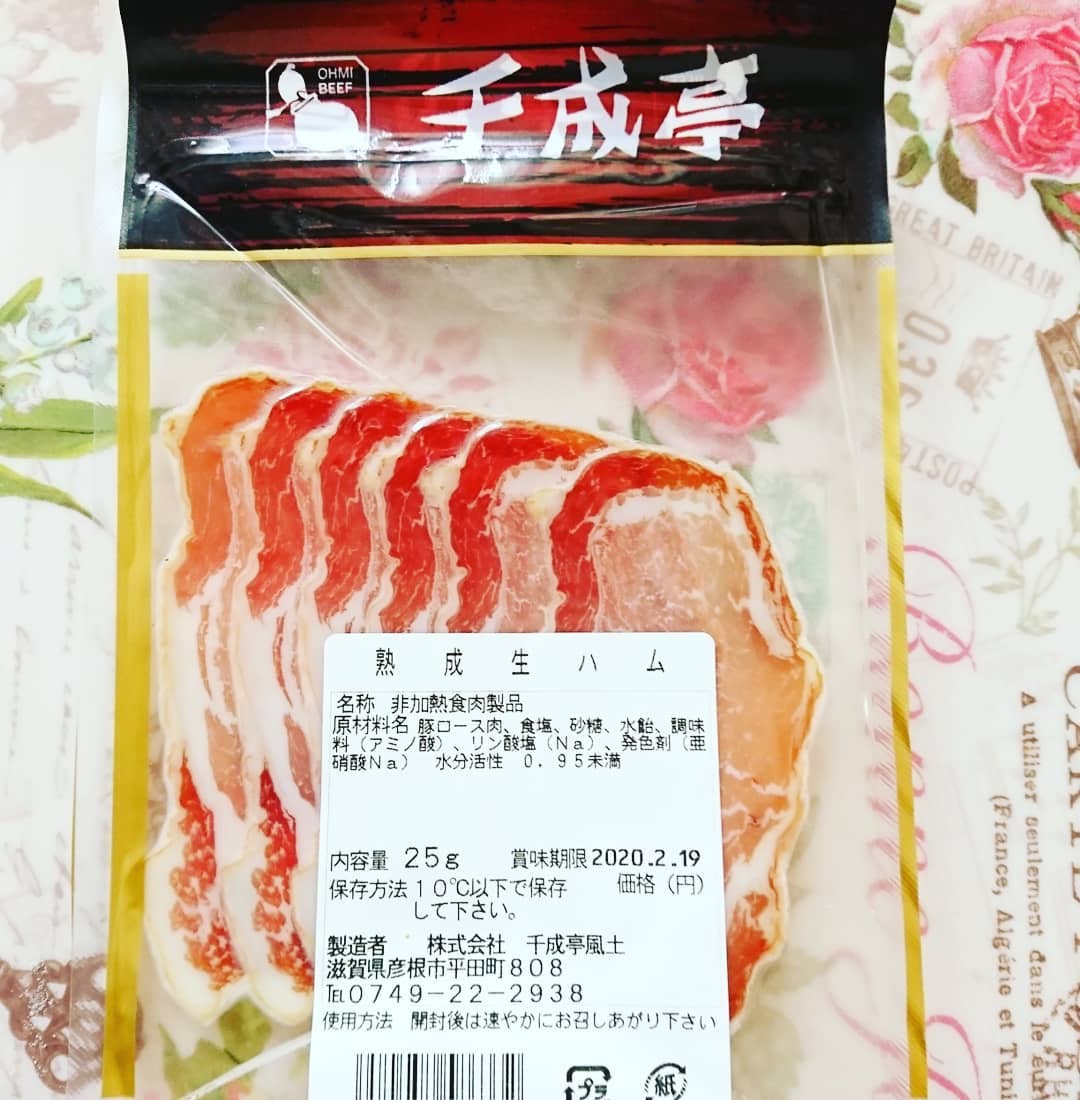 OHMI
BEEF
千成亭
熟成生ハム
名称 非加熱食肉製品
原材料名 豚ロース肉、食塩、砂糖、水飴、調味
料（アミノ酸）、リン酸塩（Na）、発色剤（亜
硝酸Na） 水分活性 0.95未満
内容量 25g 賞味期限 2020.2.19
保存方法 10℃以下で保存 価格（円）
して下さい。
製造者 株式会社 千成亭風土
滋賀県彦根市平田町808
TEL0749-22-2938
使用方法 開封後は速やかにお召しあがり下さい
プラ
紙
GREAT BRITAIN
A utiliser seulement dans le
(France, Algérie et Tuni